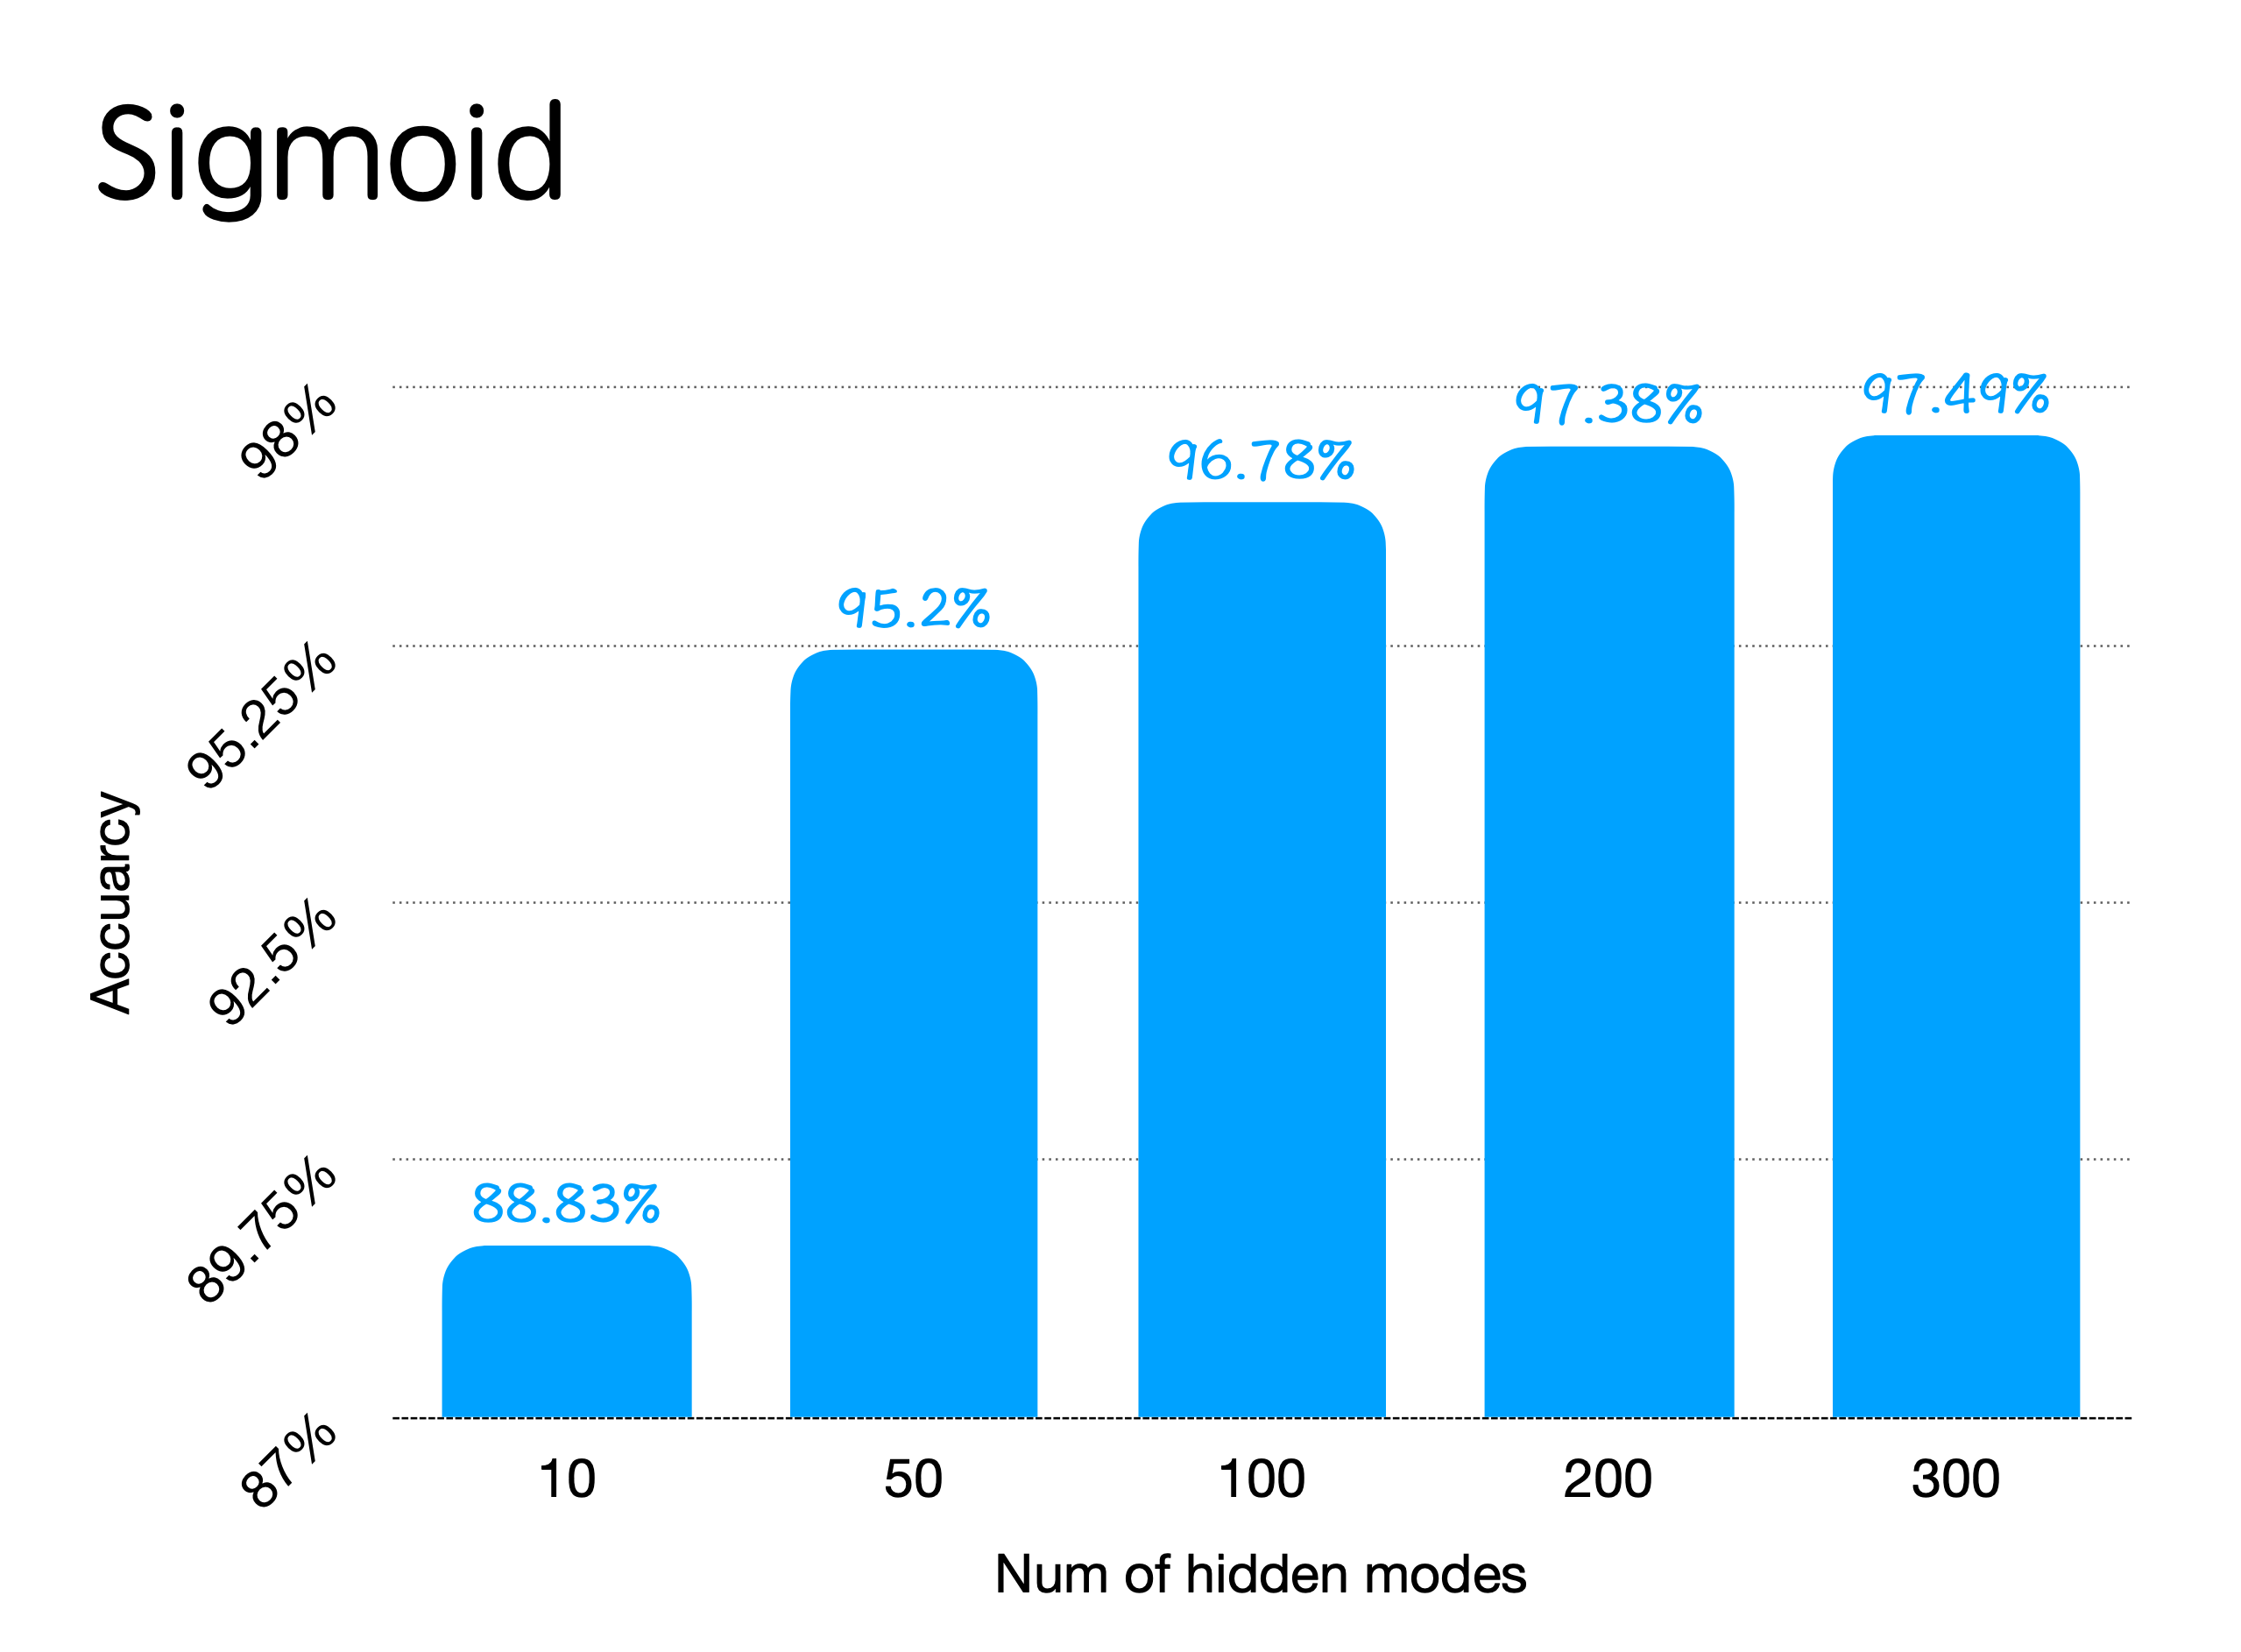 Sigmoid
98%
95.25%
92.5%
89.75%
87%
Accuarcy
88.83%
95.2%
96.78%
97.38%
97.49%
10 50 100 200 300
Num of hidden modes